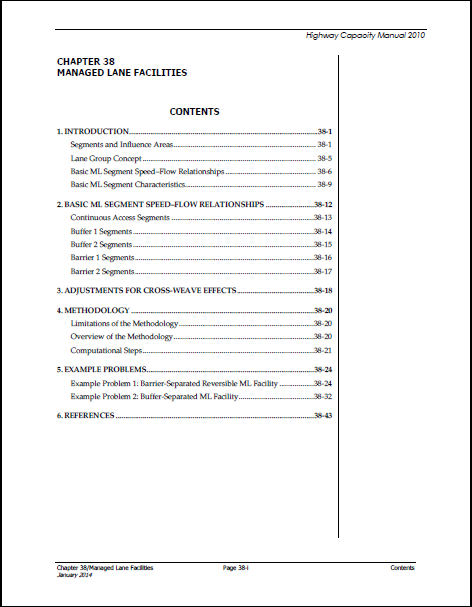 Highway Capacity Manual 2010
CHAPTER 38
MANAGED LANE FACILITIES
CONTENTS
1. INTRODUCTION..........38-1
Segments and Influence Areas..........38-1
Lane Group Concept..........38-5
Basic ML Segment Speed–Flow Relationships..........38-6
Basic ML Segment Characteristics..........38-9
2. BASIC ML SEGMENT SPEED–FLOW RELATIONSHIPS..........38-12
Continuous Access Segments..........38-13
Buffer 1 Segments..........38-14
Buffer 2 Segments..........38-15
Barrier 1 Segments..........38-16
Barrier 2 Segments..........38-17
3. ADJUSTMENTS FOR CROSS-WEAVE EFFECTS..........38-18
4. METHODOLOGY..........38-20
Limitations of the Methodology..........38-20
Overview of the Methodology..........38-20
Computational Steps..........38-21
5. EXAMPLE PROBLEMS..........38-24
Example Problem 1: Barrier-Separated Reversible ML Facility..........38-24
Example Problem 2: Buffer-Separated ML Facility..........38-32
6. REFERENCES..........38-43
Chapter 38/Managed Lane Facilities Page 38-i Contents
January 2014